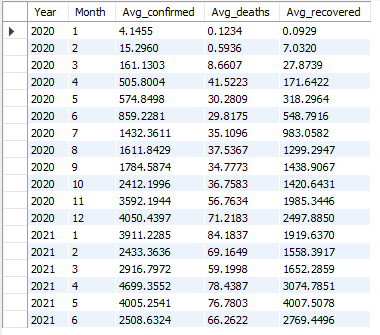 Year Month Avg_confirmed Avg_deaths Avg_recovered
2020 1 4.1455 0.1234 0.0929
2020 2 15.2960 0.5936 7.0320
2020 3 161.1303 8.6607 27.8739
2020 4 505.8004 41.5223 171.6422
2020 5 574.8498 30.2809 318.2964
2020 6 859.2281 29.8175 548.7916
2020 7 1432.3611 35.1096 983.0582
2020 8 1611.8429 37.5367 1299.2947
2020 9 1784.5874 34.7773 1438.9067
2020 10 2412.1996 36.7583 1420.6431
2020 11 3592.1944 56.7634 1985.3446
2020 12 4050.4397 71.2183 2497.8850
2021 1 3911.2285 84.1837 1919.6370
2021 2 2433.3636 69.1649 1558.3917
2021 3 2916.7972 59.1998 1652.2859
2021 4 4699.3552 78.4387 3074.7851
2021 5 4005.2541 76.7803 4007.5078
2021 6 2508.6324 66.2622 2769.4496